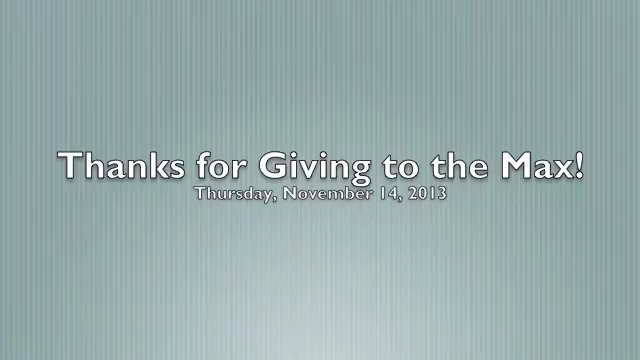 Thanks for Giving to the Max!
Thursday, November 14, 2013